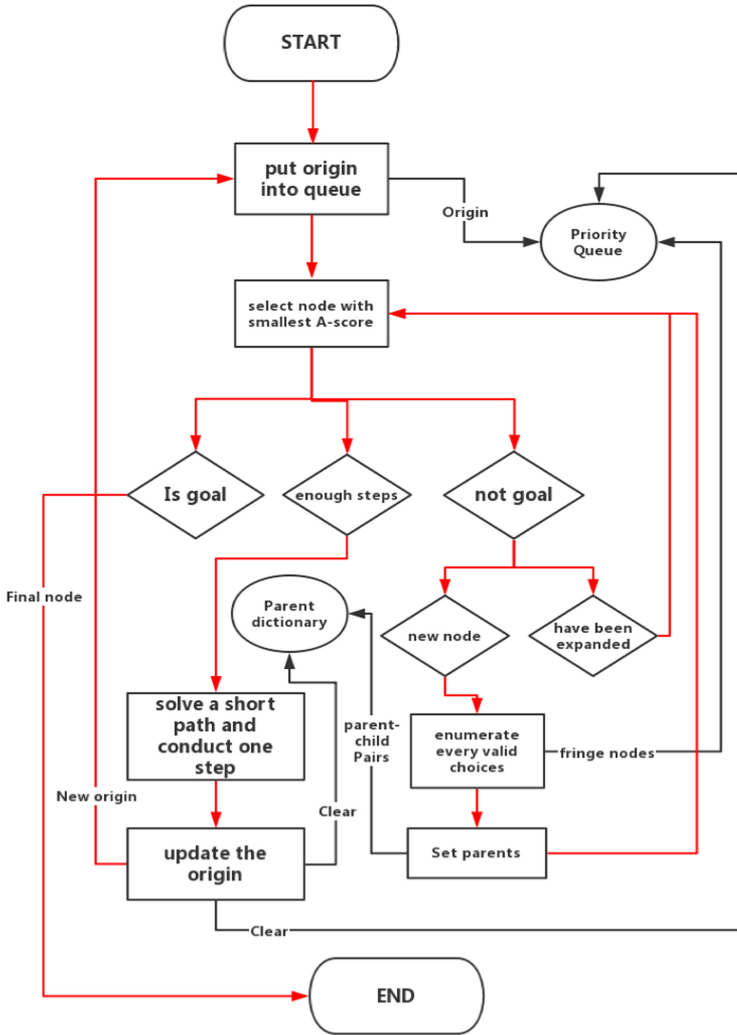 START
put origin
into queue
Origin
Priority
Queue
select node with
smallest A-score
Is goal
enough steps
not goal
Final node
Parent
dictionary
new node
have been
expanded
solve a short
path and
conduct one
step
parent-
child
Pairs
enumerate
every valid
choices
fringe nodes
New origin
Clear
update the
origin
Set parents
Clear
END